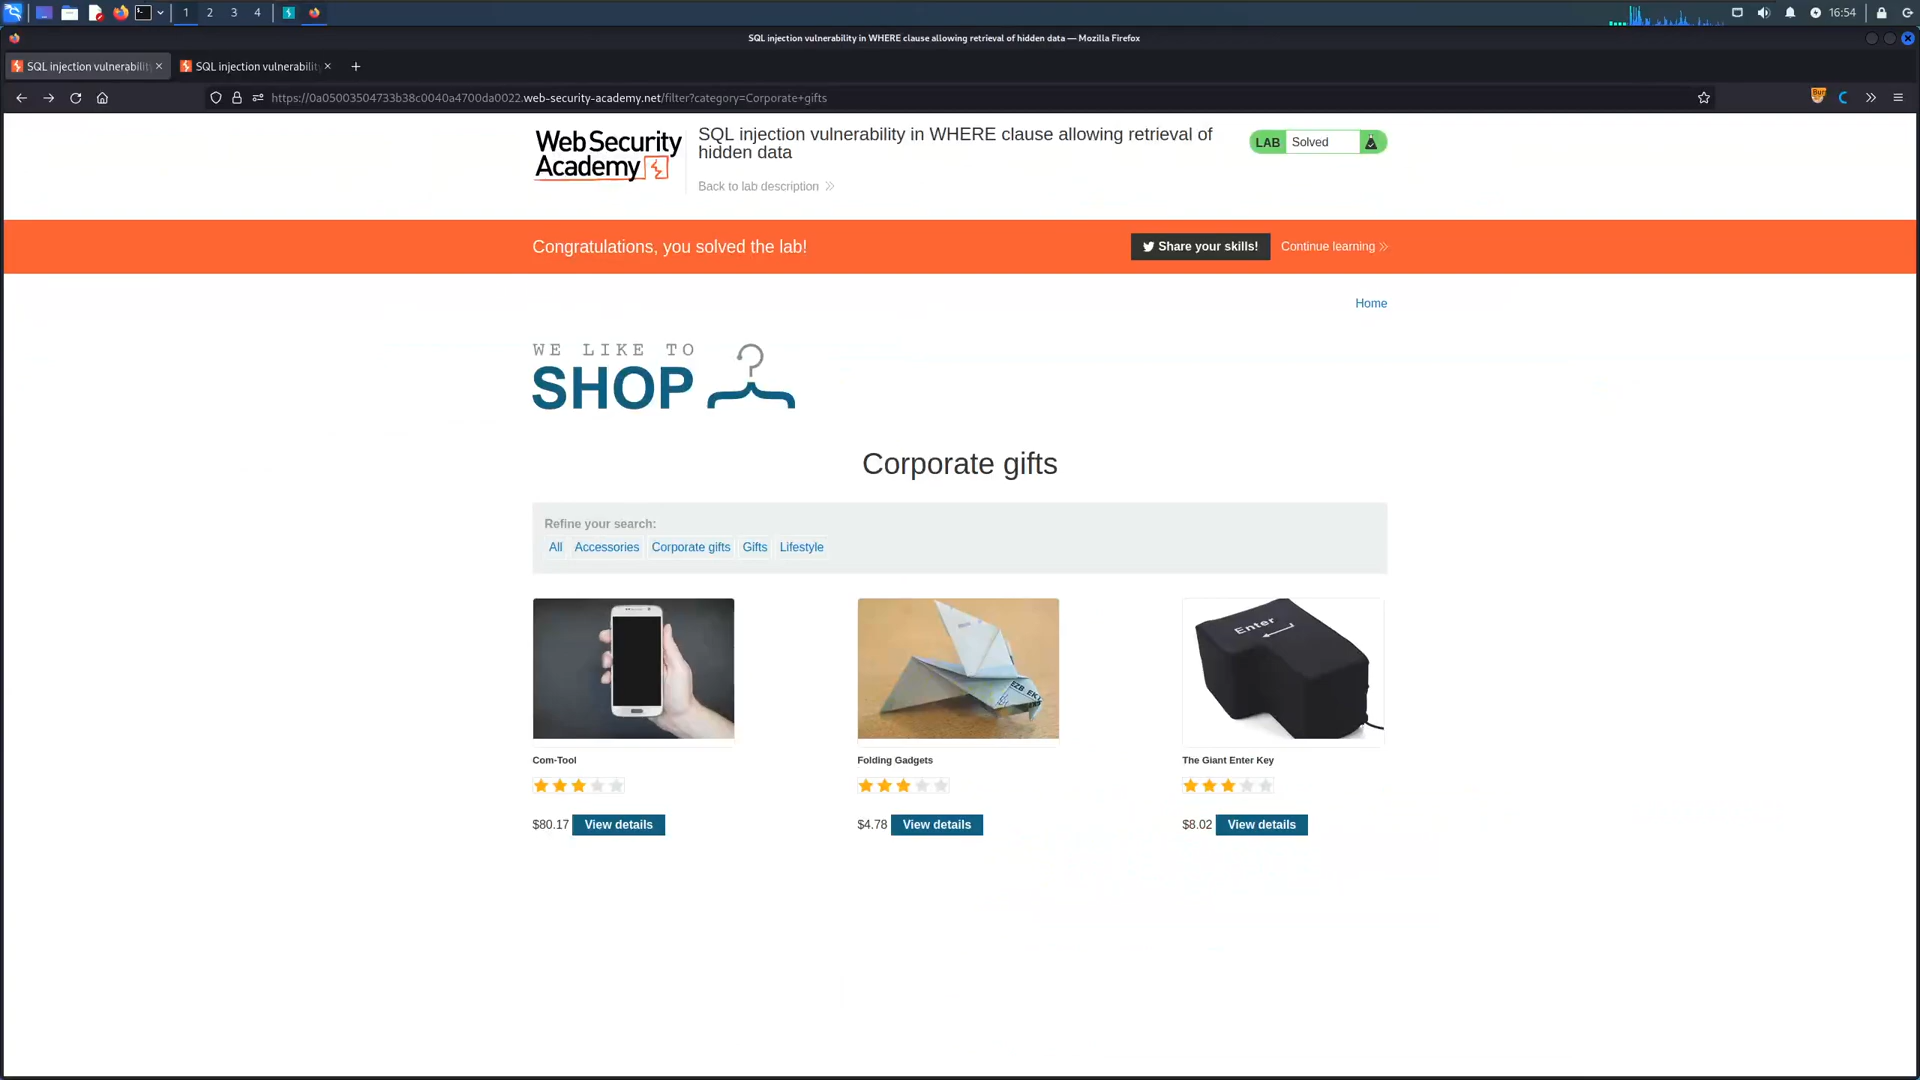 1 2 3 4
16:54
SQL injection vulnerability in WHERE clause allowing retrieval of hidden data — Mozilla Firefox
SQL injection vulnerability
SQL injection vulnerability
https://0a05003504733b38c0040a4700da0022.web-security-academy.net/filter?category=Corporate+gifts
Web Security
Academy
SQL injection vulnerability in WHERE clause allowing retrieval of
hidden data
Back to lab description
LAB Solved
Congratulations, you solved the lab!
Share your skills!
Continue learning
Home
WE LIKE TO
SHOP
Corporate gifts
Refine your search:
All Accessories Corporate gifts Gifts Lifestyle
Enter
Com-Tool
Folding Gadgets
The Giant Enter Key
$80.17 View details
$4.78 View details
$8.02 View details